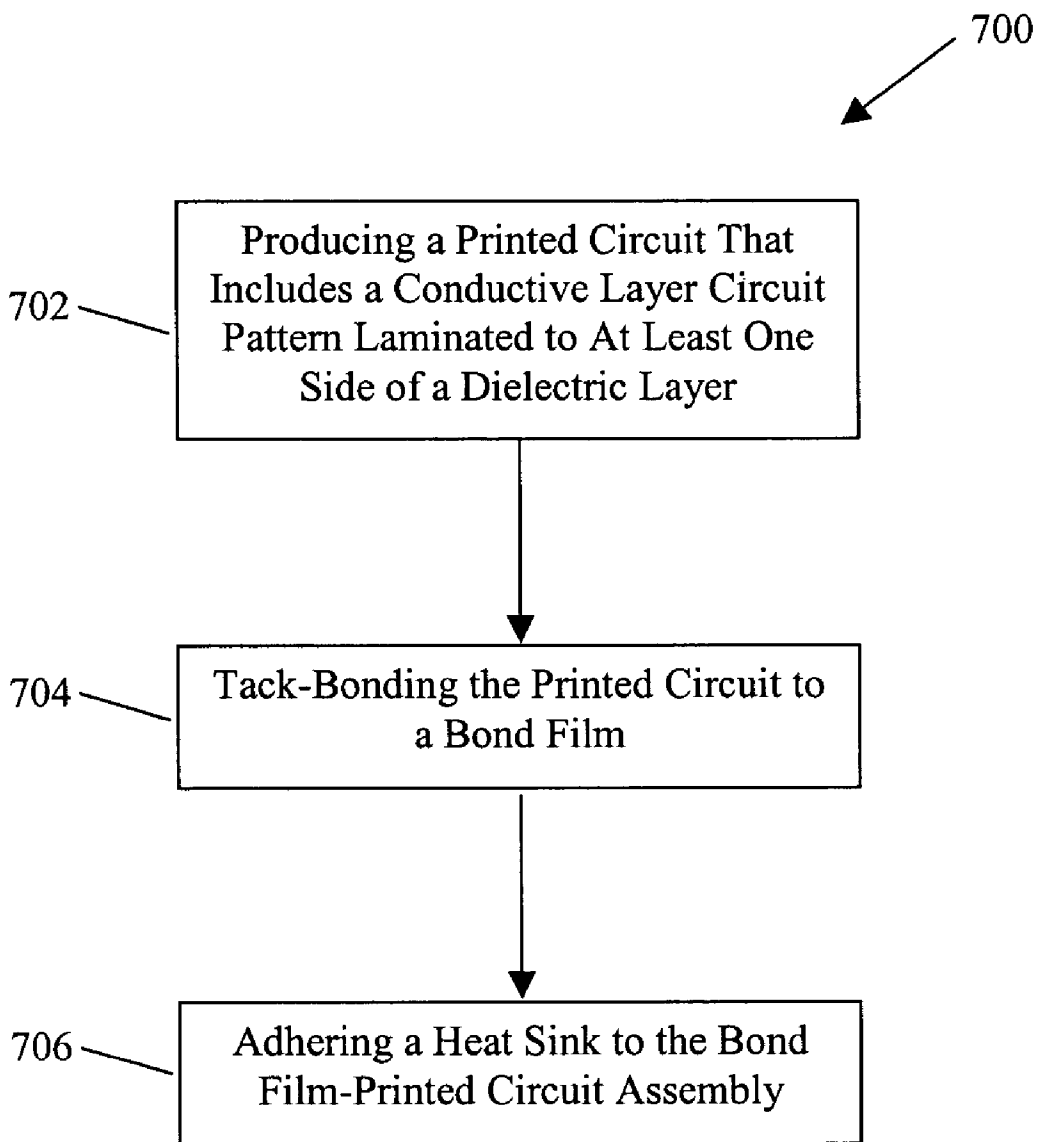 700
702
Producing a Printed Circuit That
Includes a Conductive Layer Circuit
Pattern Laminated to At Least One
Side of a Dielectric Layer
704
Tack-Bonding the Printed Circuit to
a Bond Film
706
Adhering a Heat Sink to the Bond
Film-Printed Circuit Assembly